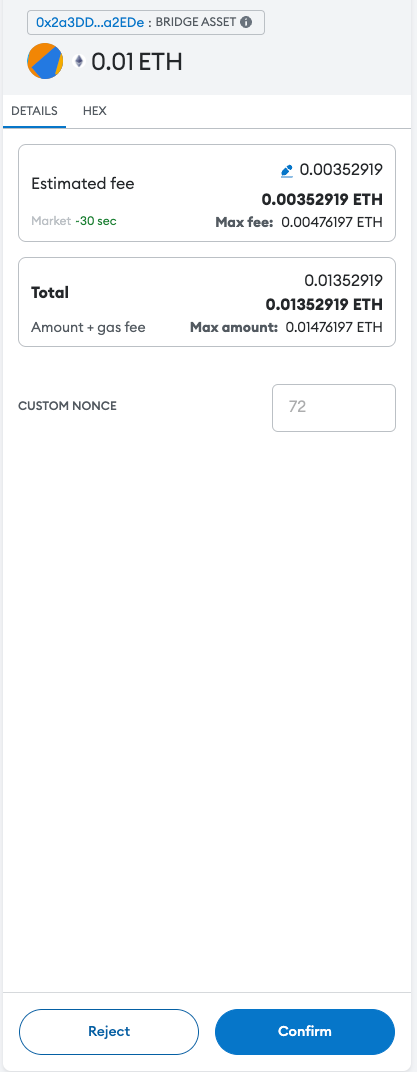 0x2a3DD...a2EDe : BRIDGE ASSET
0.01 ETH
DETAILS HEX
Estimated fee
0.00352919
0.00352919 ETH
Market ~30 sec
Max fee: 0.00476197 ETH
Total
0.01352919
0.01352919 ETH
Amount + gas fee
Max amount: 0.01476197 ETH
CUSTOM NONCE
72
Reject
Confirm